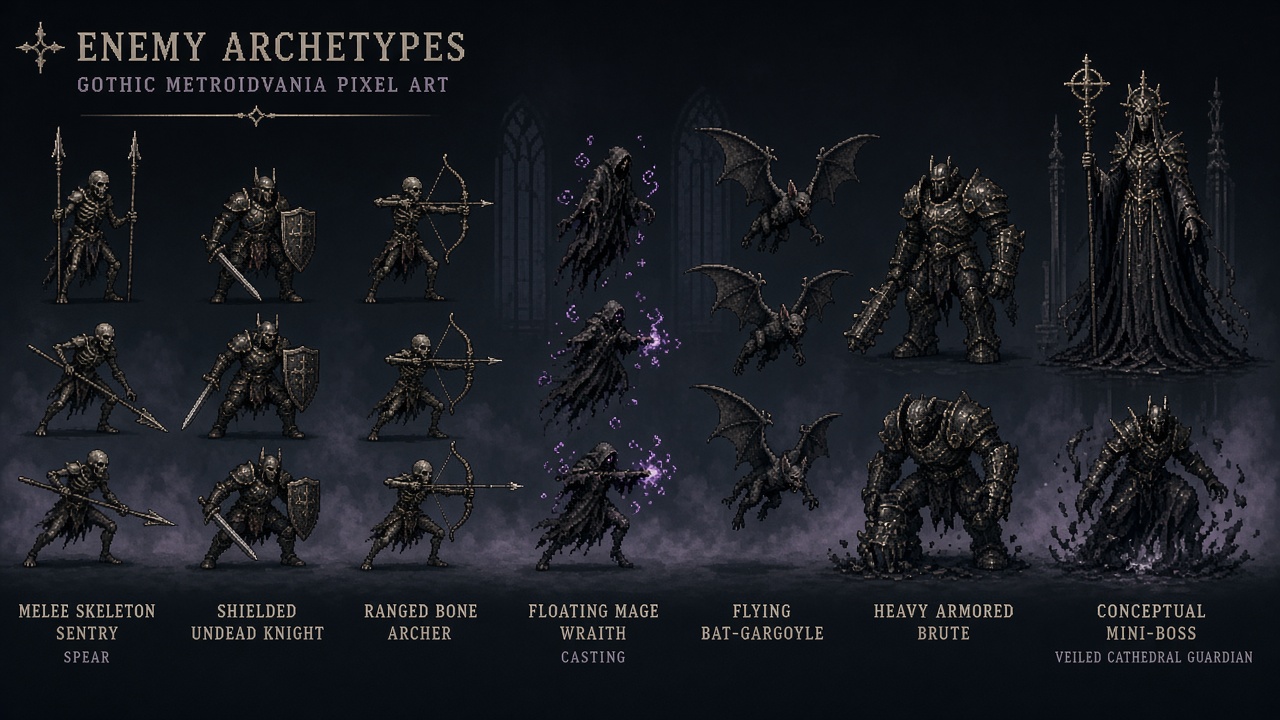 ENEMY ARCHETYPES
GOTHIC METROIDVANIA PIXEL ART
MELEE SKELETON
SENTRY
SPEAR
SHIELDED
UNDEAD KNIGHT
RANGED BONE
ARCHER
FLOATING MAGE
WRAITH
CASTING
FLYING
BAT-GARGOYLE
HEAVY ARMORED
BRUTE
CONCEPTUAL
MINI-BOSS
VEILED CATHEDRAL GUARDIAN